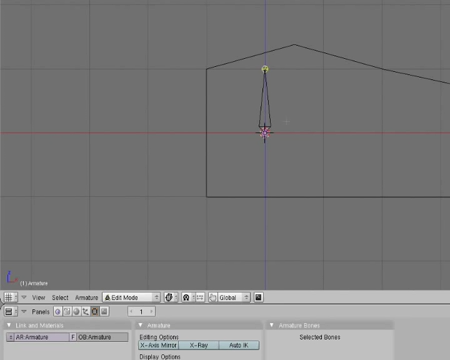 (1) Armature
View Select Armature Edit Mode Global
Panels 1
Link and Materials Armature Armature Bones
AR:Armature F OB:Armature Editing Options Selected Bones
X-Axis Mirror X-Ray Auto IK
Display Options